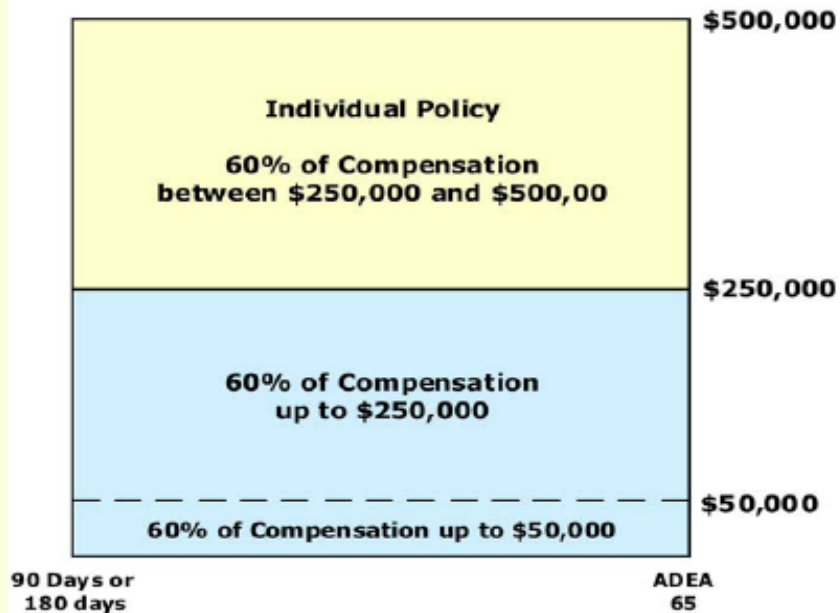 $500,000
Individual Policy
60% of Compensation
between $250,000 and $500,00
$250,000
60% of Compensation
up to $250,000
$50,000
60% of Compensation up to $50,000
90 Days or
180 days
ADEA
65